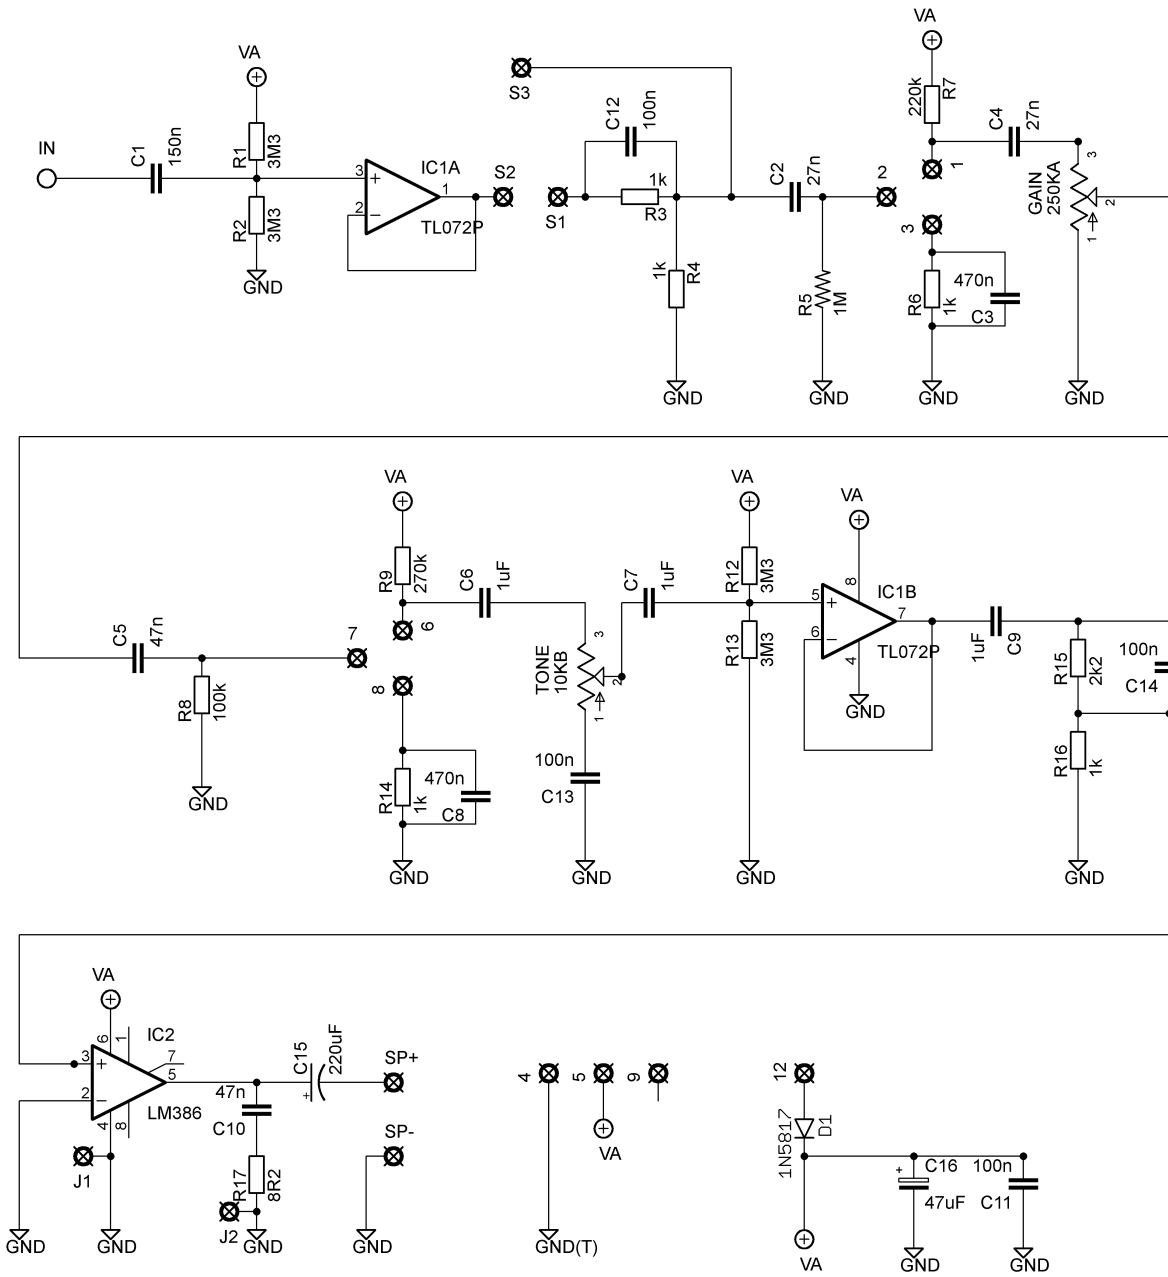 IN
C1
150n
VA
R1
3M3
R2
3M3
GND
3
2
1
IC1A
TL072P
S2
S3
S1
C12
100n
1k
R3
1k
R4
GND
C2
27n
R5
1M
GND
2
VA
220k
R7
1
3
R6
1k
470n
C3
GND
C4
27n
GAIN
250KA
3
2
1
GND
C5
47n
R8
100k
GND
7
VA
R9
270k
6
8
R14
1k
470n
C8
GND
C6
1uF
TONE
10KB
3
2
1
100n
C13
GND
C7
1uF
VA
R12
3M3
R13
3M3
GND
VA
8
5
6
7
4
IC1B
TL072P
GND
1uF
C9
R15
2k2
R16
1k
GND
100n
C14
VA
6
1
IC2
7
3
2
5
4
8
LM386
J1
GND
GND
47n
C10
R17
8R2
J2
GND
C15
220uF
+
SP+
SP-
GND
4
GND(T)
5
VA
9
12
1N5817
D1
VA
+
C16
47uF
GND
100n
C11
GND